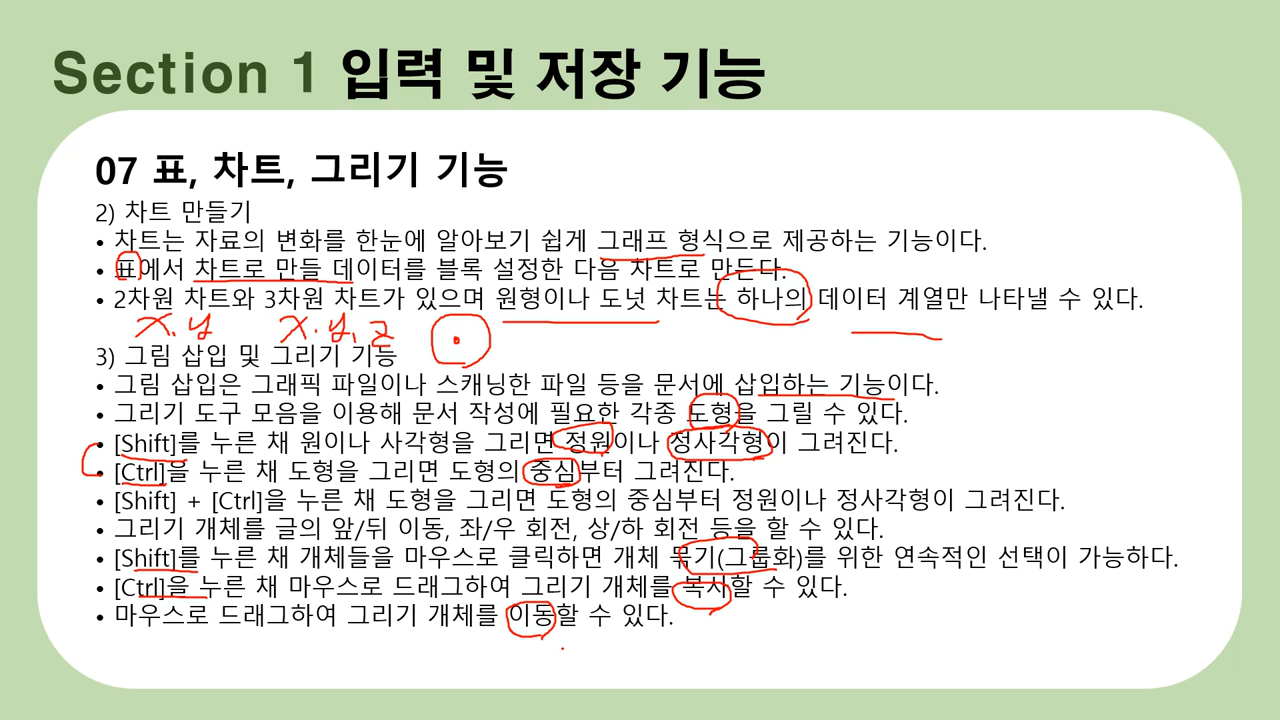 Section 1 입력 및 저장 기능
07 표, 차트, 그리기 기능
2) 차트 만들기
• 차트는 자료의 변화를 한눈에 알아보기 쉽게 그래프 형식으로 제공하는 기능이다.
• 표에서 차트로 만들 데이터를 블록 설정한 다음 차트로 만든다.
• 2차원 차트와 3차원 차트가 있으며 원형이나 도넛 차트는 하나의 데이터 계열만 나타낼 수 있다.
x. y x. y, z
3) 그림 삽입 및 그리기 기능
• 그림 삽입은 그래픽 파일이나 스캐닝한 파일 등을 문서에 삽입하는 기능이다.
• 그리기 도구 모음을 이용해 문서 작성에 필요한 각종 도형을 그릴 수 있다.
• [Shift]를 누른 채 원이나 사각형을 그리면 정원이나 정사각형이 그려진다.
• [Ctrl]을 누른 채 도형을 그리면 도형의 중심부터 그려진다.
• [Shift] + [Ctrl]을 누른 채 도형을 그리면 도형의 중심부터 정원이나 정사각형이 그려진다.
• 그리기 개체를 글의 앞/뒤 이동, 좌/우 회전, 상/하 회전 등을 할 수 있다.
• [Shift]를 누른 채 개체들을 마우스로 클릭하면 개체 묶기(그룹화)를 위한 연속적인 선택이 가능하다.
• [Ctrl]을 누른 채 마우스로 드래그하여 그리기 개체를 복사할 수 있다.
• 마우스로 드래그하여 그리기 개체를 이동할 수 있다.